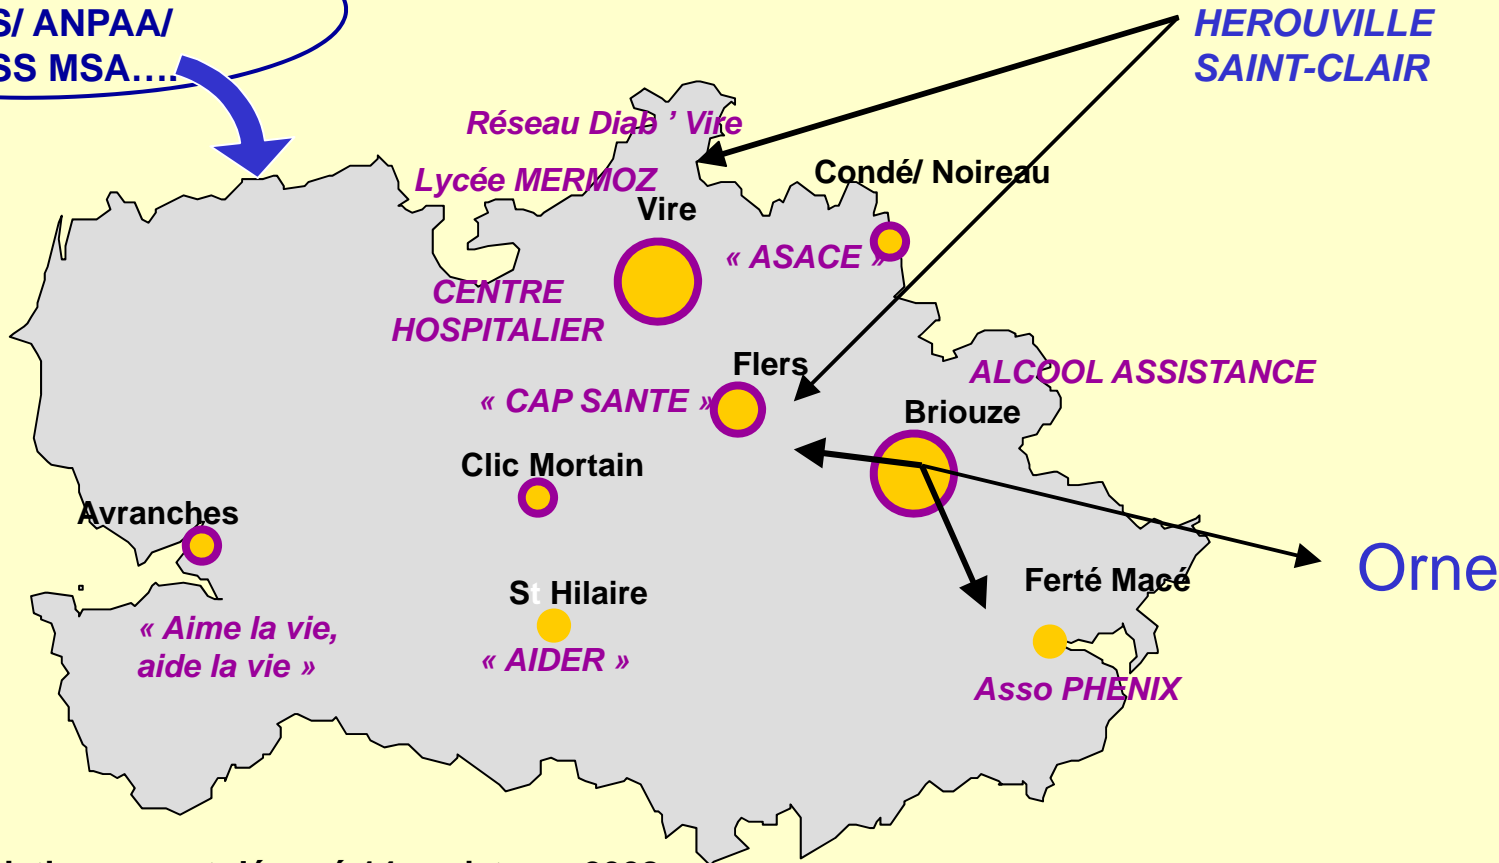 S/ ANPAA/
SS MSA….
HEROUVILLE
SAINT-CLAIR
Réseau Diab ’ Vire
Lycée MERMOZ
Condé/ Noireau
Vire
« ASACE »
CENTRE
HOSPITALIER
Flers
ALCOOL ASSISTANCE
« CAP SANTE »
Briouze
Clic Mortain
Avranches
Orne
Ferté Macé
St Hilaire
« Aime la vie,
aide la vie »
« AIDER »
Asso PHENIX